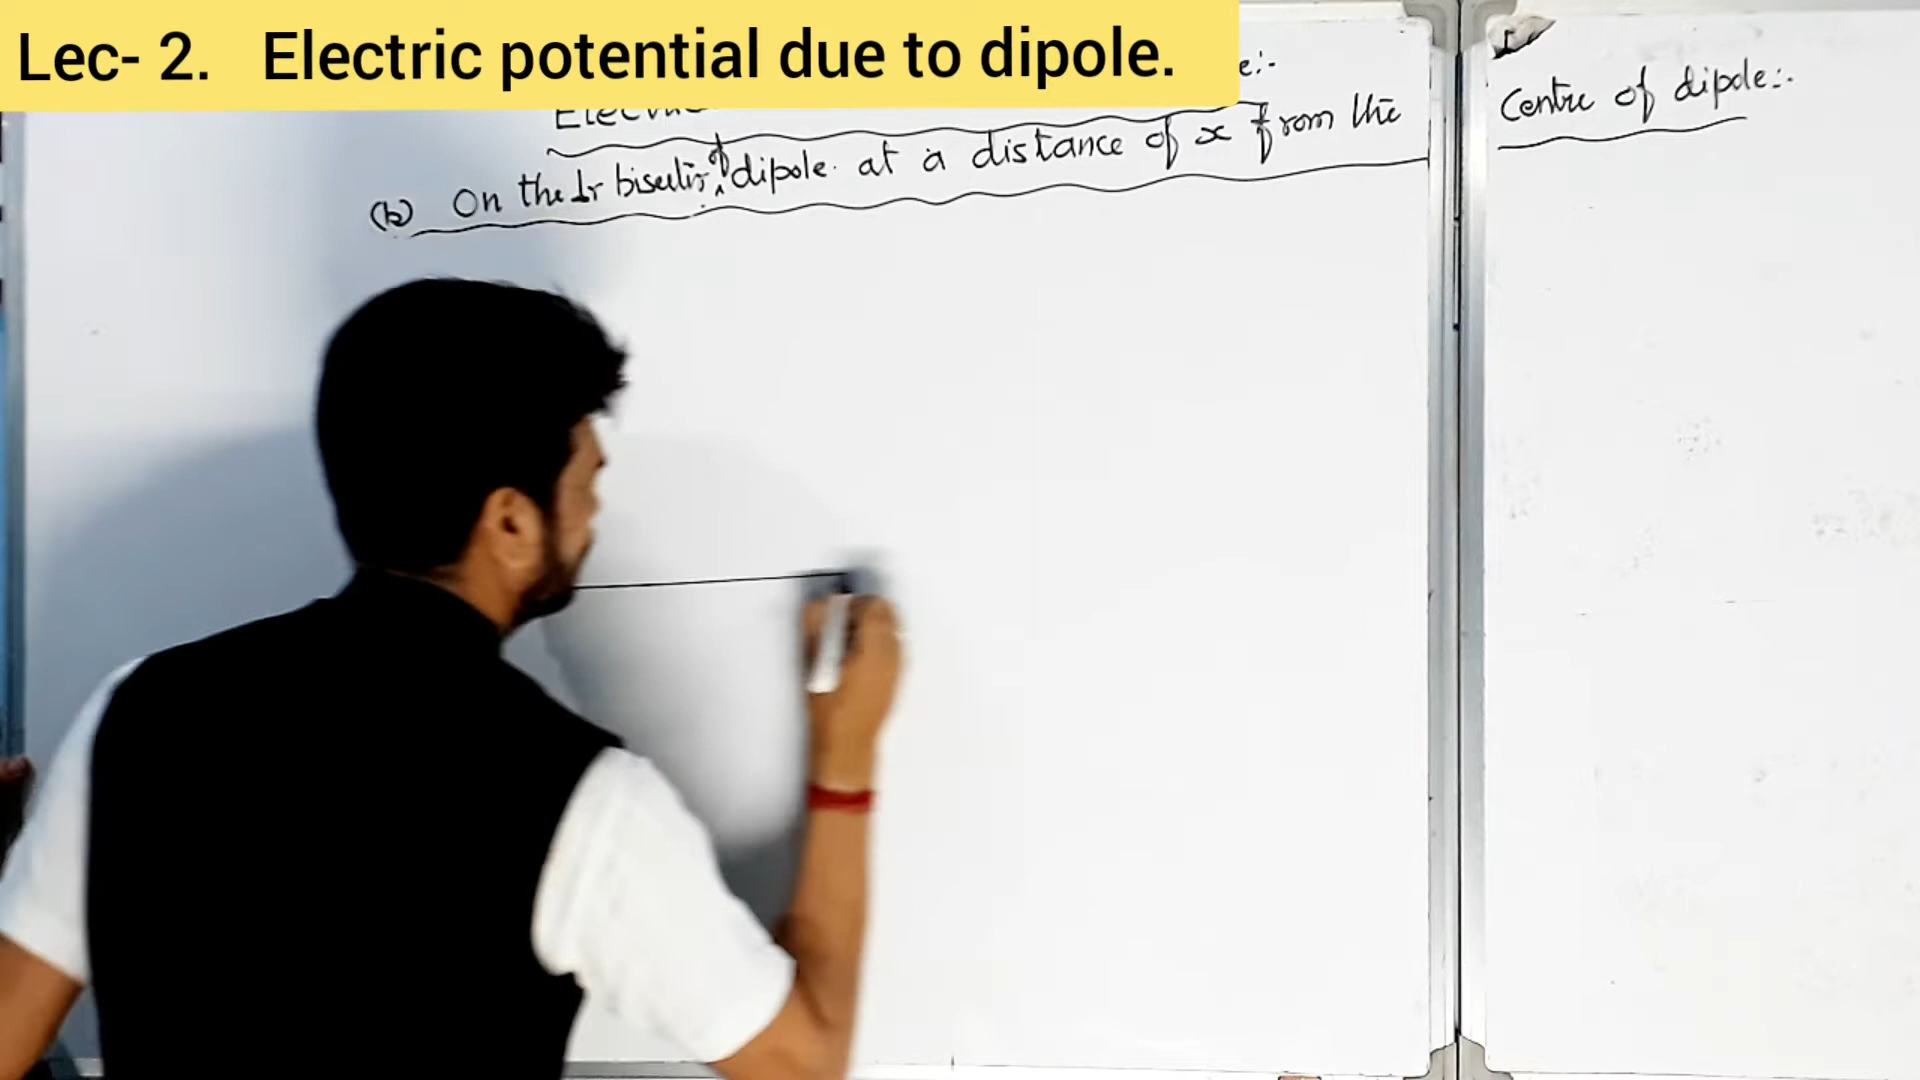 Lec- 2. Electric potential due to dipole.
e:-
(b) On the ⊥r bisector of dipole. at a distance of x from the
Centre of dipole:-